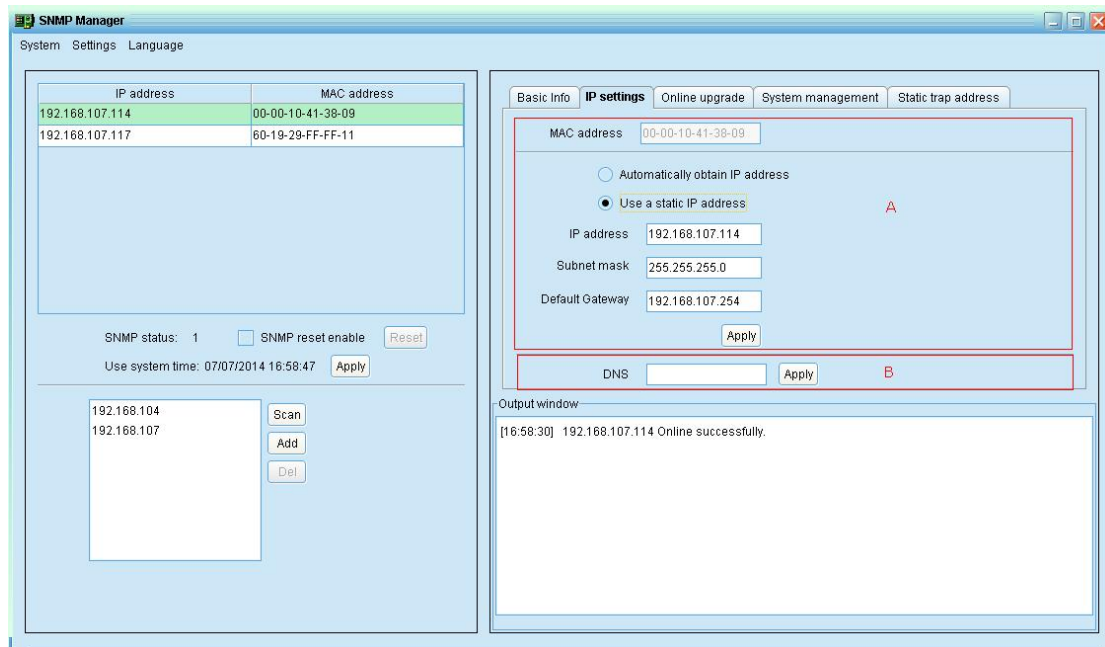 SNMP Manager
System Settings Language
IP address MAC address
192.168.107.114 00-00-10-41-38-09
192.168.107.117 60-19-29-FF-FF-11
SNMP status: 1 SNMP reset enable Reset
Use system time: 07/07/2014 16:58:47 Apply
192.168.104
192.168.107
Scan
Add
Del
Basic Info IP settings Online upgrade System management Static trap address
MAC address 00-00-10-41-38-09
Automatically obtain IP address
Use a static IP address
A
IP address 192.168.107.114
Subnet mask 255.255.255.0
Default Gateway 192.168.107.254
Apply
DNS Apply B
Output window
[16:58:30] 192.168.107.114 Online successfully.